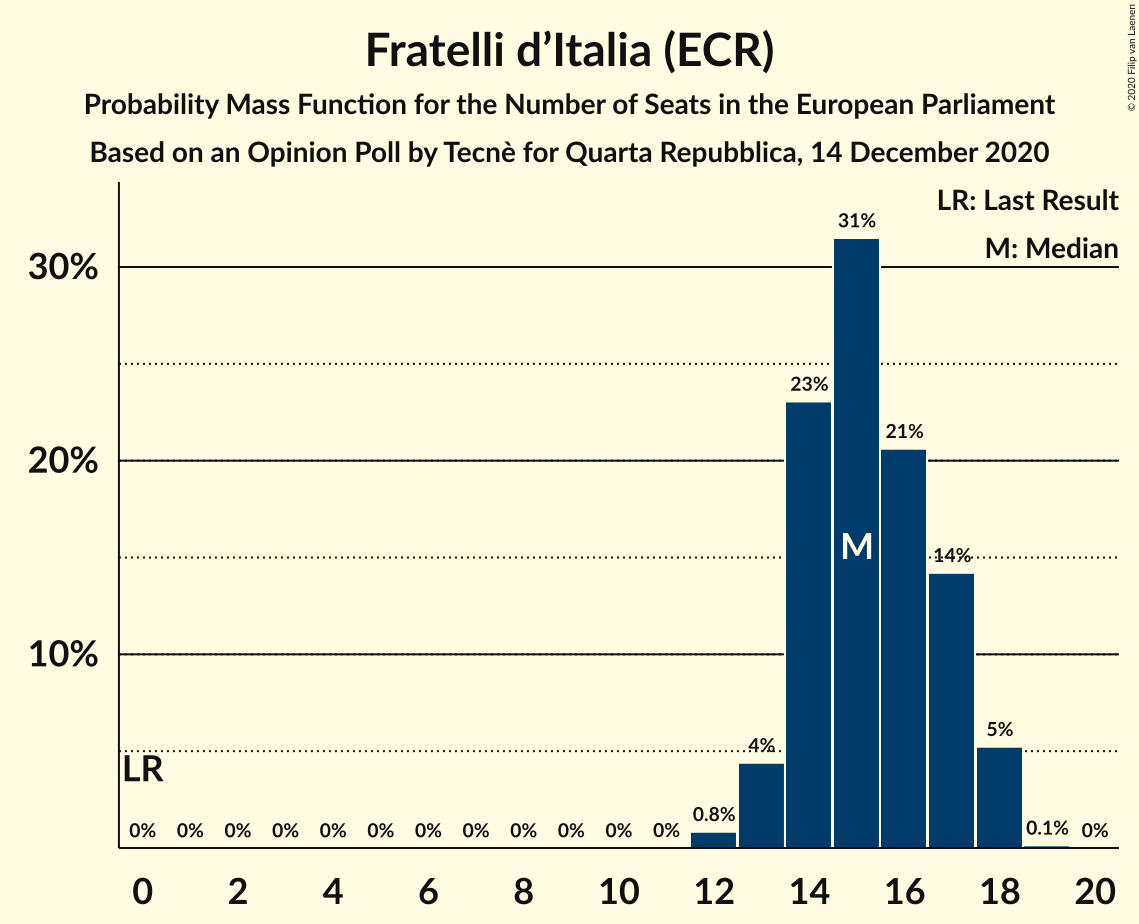 Fratelli d’Italia (ECR)
Probability Mass Function for the Number of Seats in the European Parliament
Based on an Opinion Poll by Tecnè for Quarta Repubblica, 14 December 2020
© 2020 Filip van Laenen
LR: Last Result
M: Median
31%
30%
23%
21%
20%
M
14%
10%
5%
4%
LR
0.8%
0% 0% 0% 0% 0% 0% 0% 0% 0% 0% 0% 0% 0.1% 0%
0 2 4 6 8 10 12 14 16 18 20